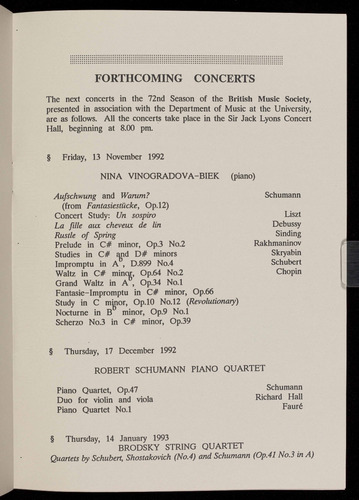 FORTHCOMING CONCERTS
The next concerts in the 72nd Season of the British Music Society,
presented in association with the Department of Music at the University,
are as follows. All the concerts take place in the Sir Jack Lyons Concert
Hall, beginning at 8.00 pm.
§ Friday, 13 November 1992
NINA VINOGRADOVA-BIEK (piano)
Aufschwung and Warum? Schumann
(from Fantasiestücke, Op.12)
Concert Study: Un sospiro Liszt
La fille aux cheveux de lin Debussy
Rustle of Spring Sinding
Prelude in C# minor, Op.3 No.2 Rakhmaninov
Studies in C# and D# minors Skryabin
Impromptu in Ab, D.899 No.4 Schubert
Waltz in C# minor, Op.64 No.2 Chopin
Grand Waltz in Ab, Op.34 No.1
Fantasie-Impromptu in C# minor, Op.66
Study in C minor, Op.10 No.12 (Revolutionary)
Nocturne in Bb minor, Op.9 No.1
Scherzo No.3 in C# minor, Op.39
§ Thursday, 17 December 1992
ROBERT SCHUMANN PIANO QUARTET
Piano Quartet, Op.47 Schumann
Duo for violin and viola Richard Hall
Piano Quartet No.1 Fauré
§ Thursday, 14 January 1993
BRODSKY STRING QUARTET
Quartets by Schubert, Shostakovich (No.4) and Schumann (Op.41 No.3 in A)